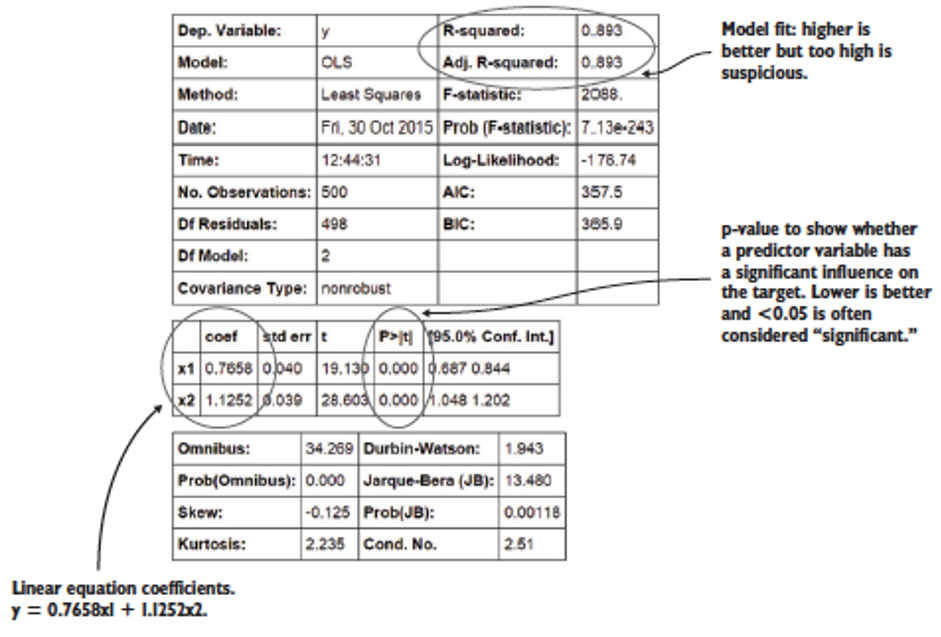 Dep. Variable: y R-squared: 0.893
Model: OLS Adj. R-squared: 0.893
Method: Least Squares F-statistic: 2088.
Date: Fri, 30 Oct 2015 Prob (F-statistic): 7.13e-243
Time: 12:44:31 Log-Likelihood: -176.74
No. Observations: 500 AIC: 357.5
Df Residuals: 498 BIC: 365.9
Df Model: 2
Covariance Type: nonrobust
Model fit: higher is
better but too high is
suspicious.
p-value to show whether
a predictor variable has
a significant influence on
the target. Lower is better
and <0.05 is often
considered “significant.”
coef std err t P>|t| [95.0% Conf. Int.]
x1 0.7658 0.040 19.130 0.000 0.687 0.844
x2 1.1252 0.039 28.603 0.000 1.048 1.202
Omnibus: 34.269 Durbin-Watson: 1.943
Prob(Omnibus): 0.000 Jarque-Bera (JB): 13.480
Skew: -0.125 Prob(JB): 0.00118
Kurtosis: 2.235 Cond. No. 2.51
Linear equation coefficients.
y = 0.7658x1 + 1.1252x2.